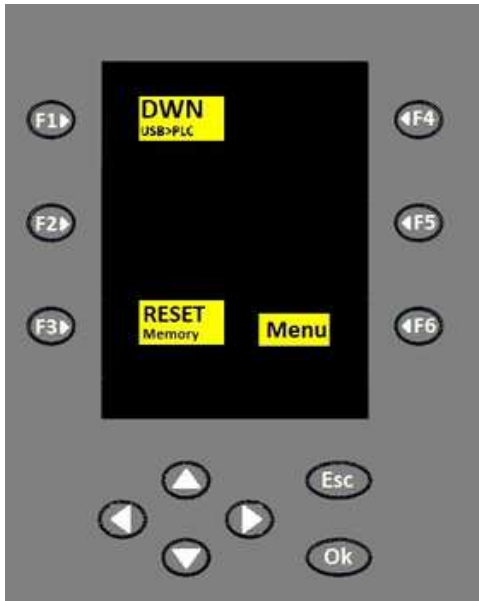 F1 DWN F4
USB>PLC
F2 F5
RESET
F3 Memory Menu F6
Esc
Ok